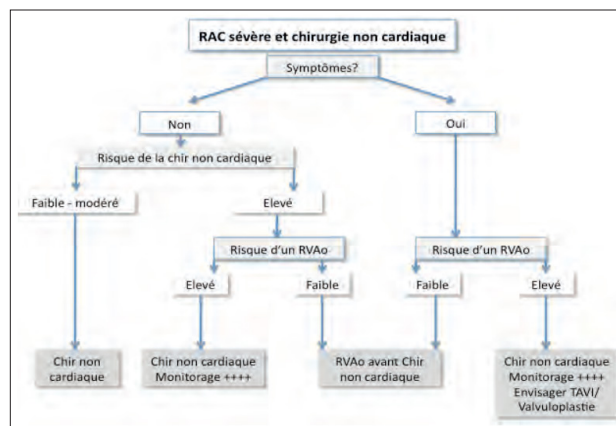 RAC sévère et chirurgie non cardiaque
Symptômes?
Non
Oui
Risque de la chir non cardiaque
Faible - modéré
Elevé
Risque d'un RVAo
Risque d'un RVAo
Elevé
Faible
Faible
Elevé
Chir non
cardiaque
Chir non cardiaque
Monitorage ++++
RVAo avant Chir
non cardiaque
Chir non cardiaque
Monitorage ++++
Envisager TAVI/
Valvuloplastie